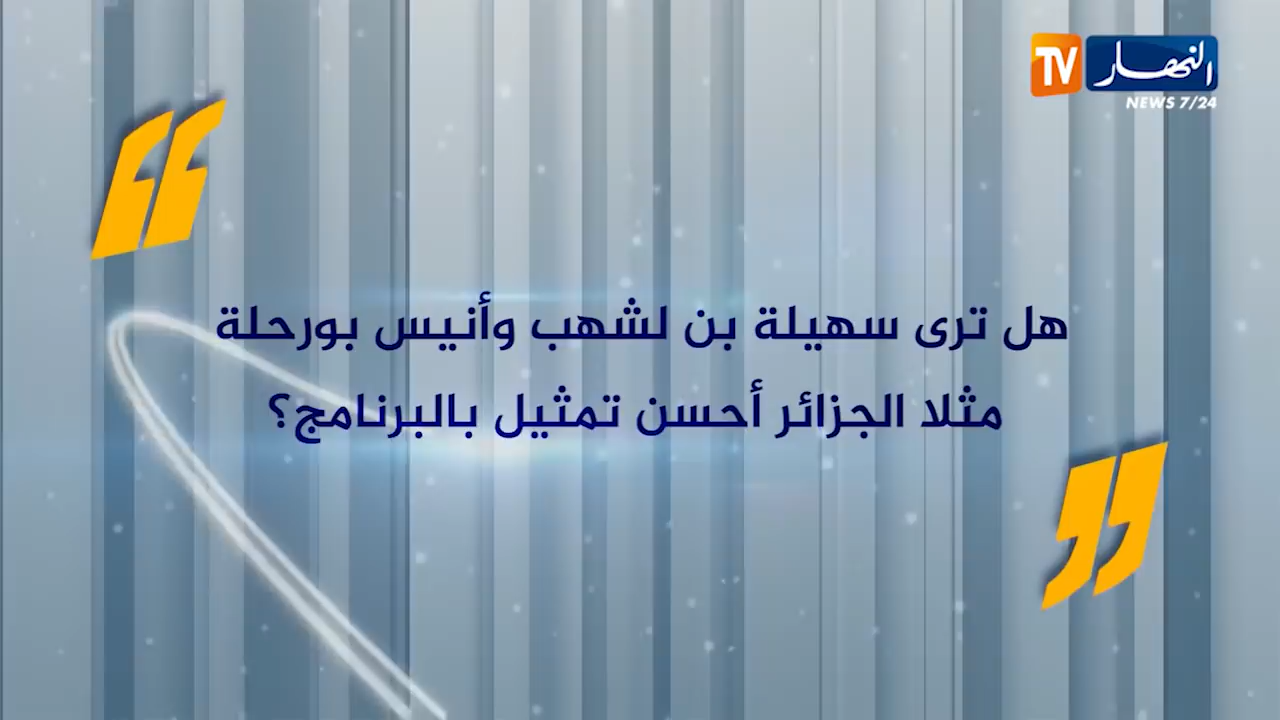 النهار TV
NEWS 7/24
هل ترى سهيلة بن لشهب وأنيس بورحلة
مثلا الجزائر أحسن تمثيل بالبرنامج؟